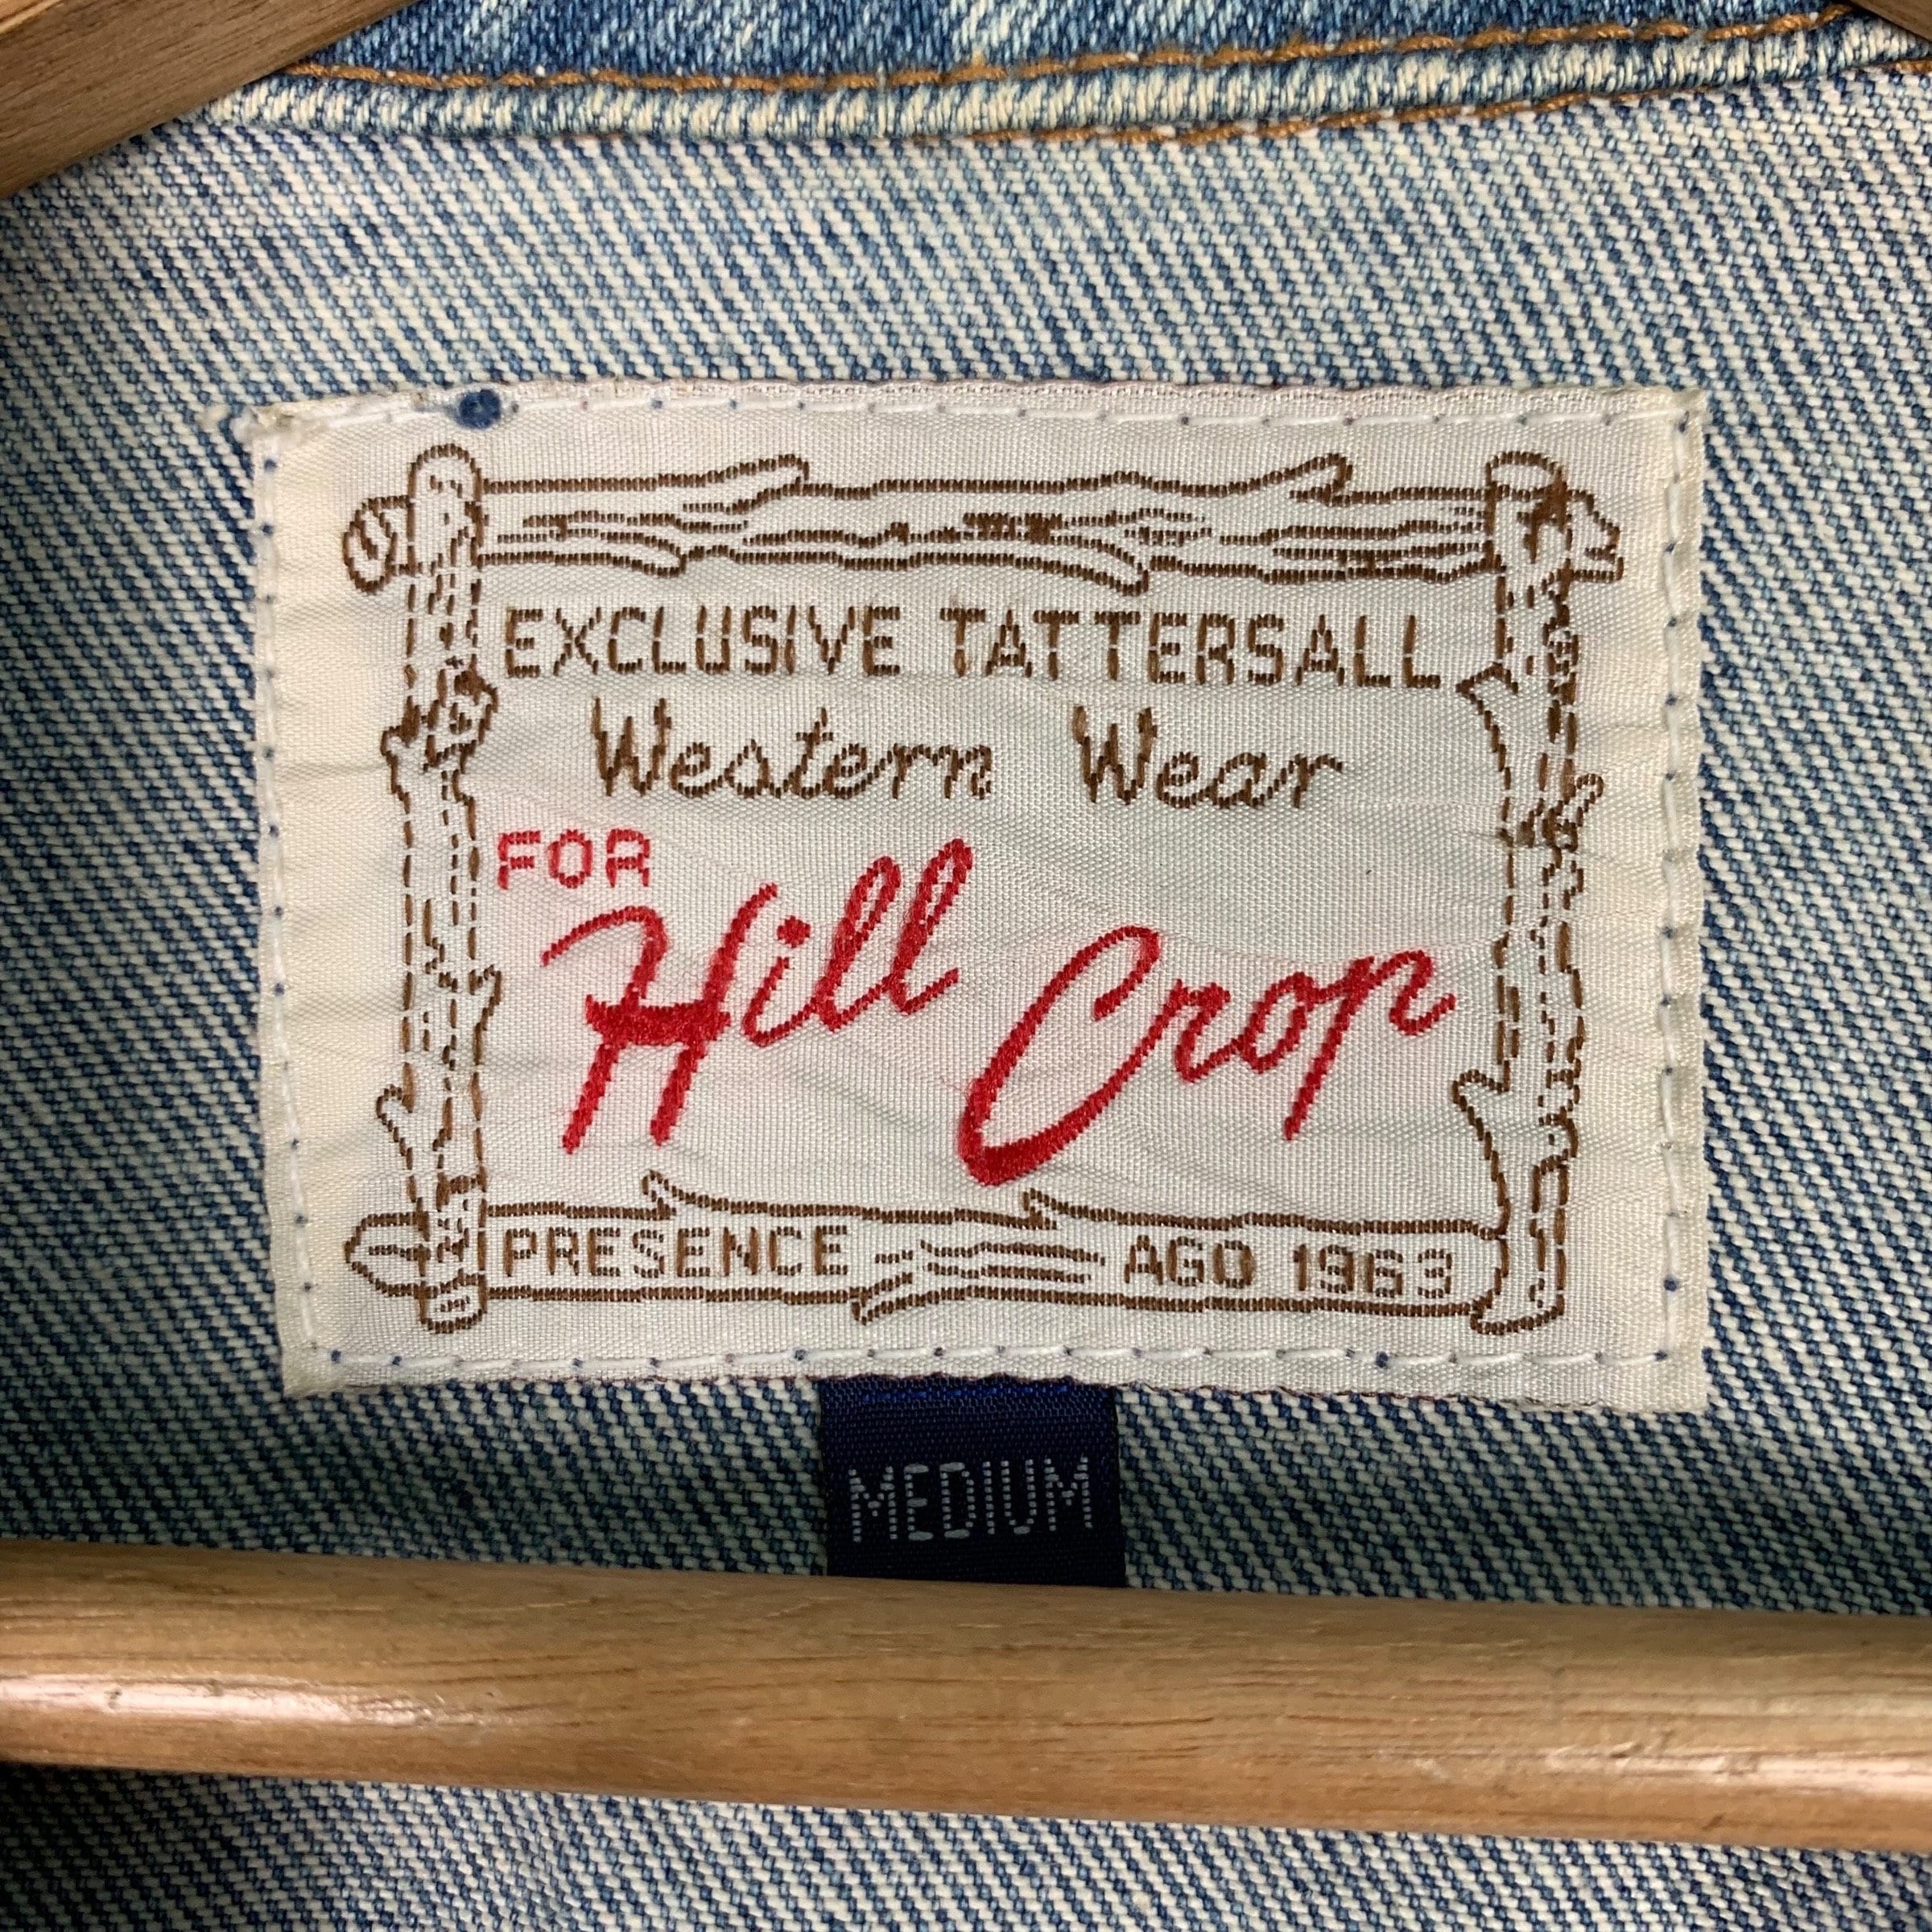 EXCLUSIVE TATTERSALL
Western Wear
FOR
Hill Crop
PRESENCE AGO 1963
MEDIUM